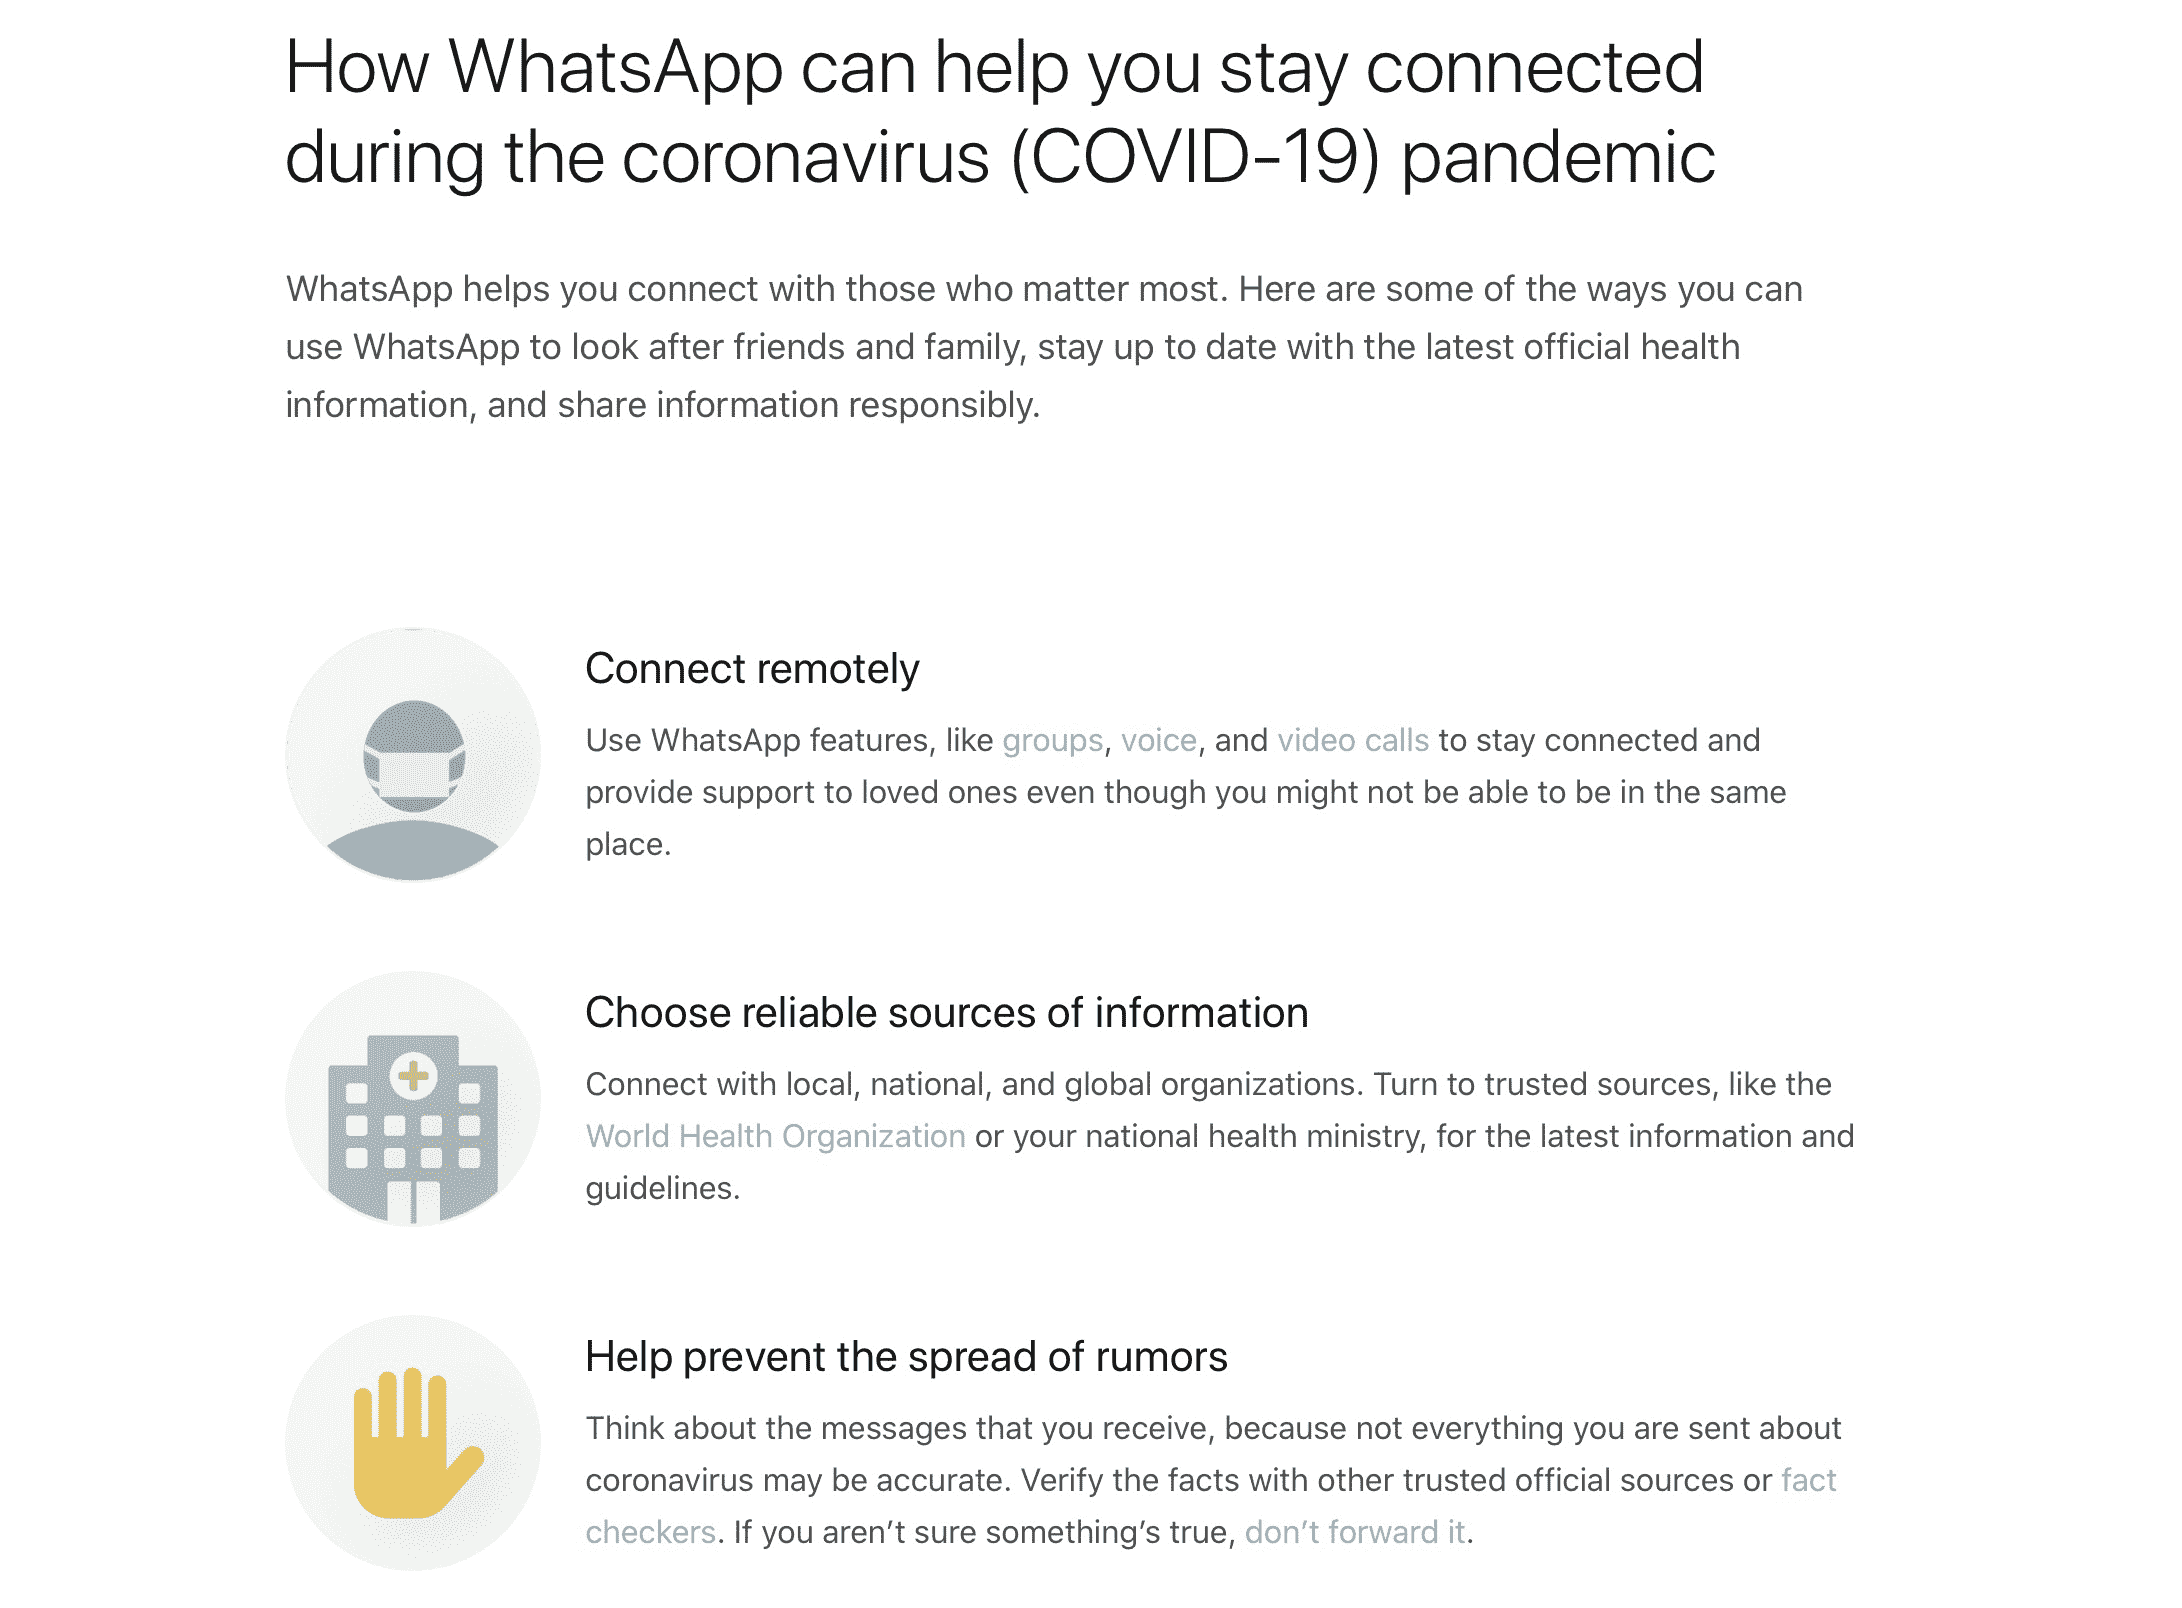 How WhatsApp can help you stay connected
during the coronavirus (COVID-19) pandemic
WhatsApp helps you connect with those who matter most. Here are some of the ways you can
use WhatsApp to look after friends and family, stay up to date with the latest official health
information, and share information responsibly.
Connect remotely
Use WhatsApp features, like groups, voice, and video calls to stay connected and
provide support to loved ones even though you might not be able to be in the same
place.
Choose reliable sources of information
Connect with local, national, and global organizations. Turn to trusted sources, like the
World Health Organization or your national health ministry, for the latest information and
guidelines.
Help prevent the spread of rumors
Think about the messages that you receive, because not everything you are sent about
coronavirus may be accurate. Verify the facts with other trusted official sources or fact
checkers. If you aren’t sure something’s true, don’t forward it.